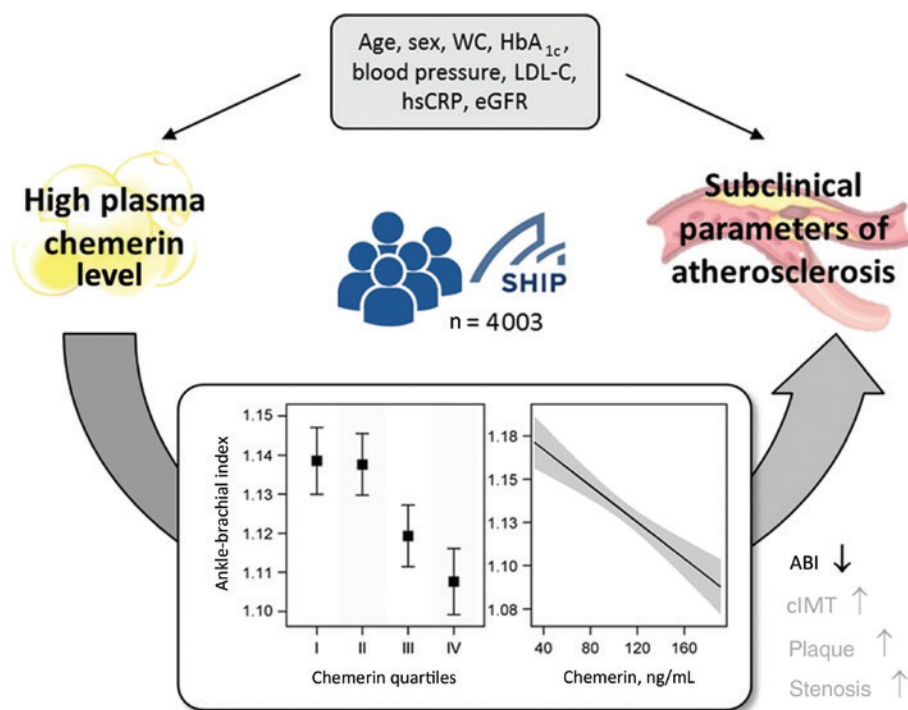 Age, sex, WC, HbA1c,
blood pressure, LDL-C,
hsCRP, eGFR
High plasma
chemerin
level
Subclinical
parameters of
atherosclerosis
SHIP
n = 4003
Ankle-brachial index
1.15
1.14
1.13
1.12
1.11
1.10
I II III IV
Chemerin quartiles
1.18
1.15
1.13
1.10
1.08
40 80 120 160
Chemerin, ng/mL
ABI ↓
cIMT ↑
Plaque ↑
Stenosis ↑